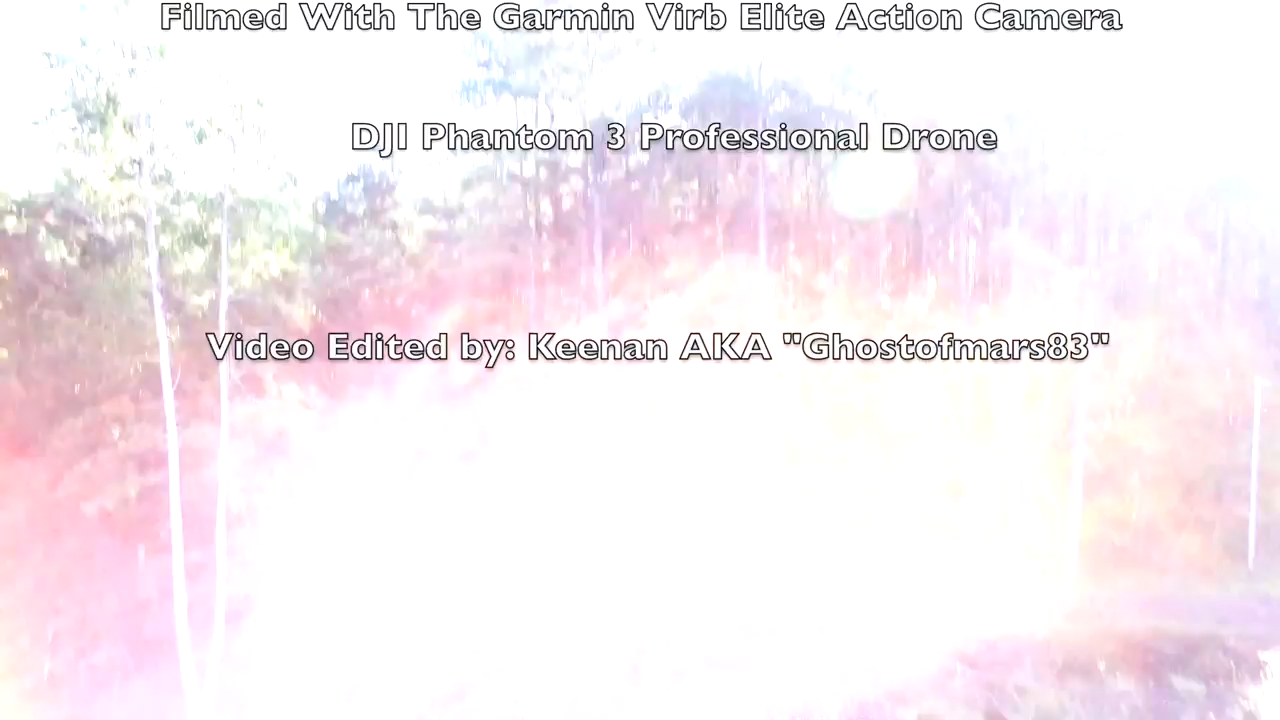 Filmed With The Garmin Virb Elite Action Camera
DJI Phantom 3 Professional Drone
Video Edited by: Keenan AKA "Ghostofmars83"